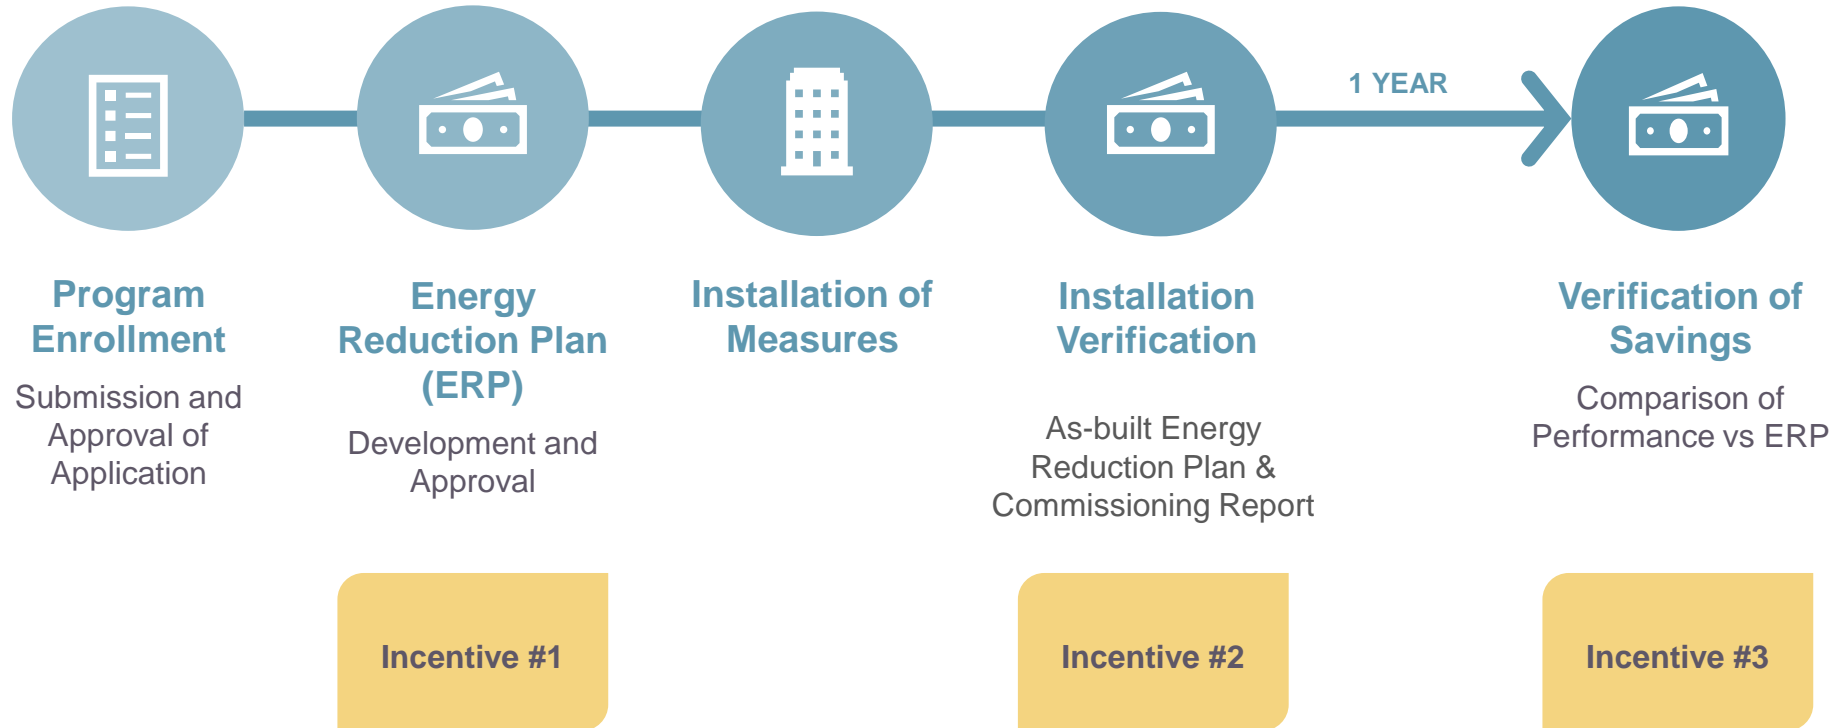 1 YEAR
Program
Enrollment
Submission and
Approval of
Application
Energy
Reduction Plan
(ERP)
Development and
Approval
Incentive #1
Installation of
Measures
Installation
Verification
As-built Energy
Reduction Plan &
Commissioning Report
Incentive #2
Verification of
Savings
Comparison of
Performance vs ERP
Incentive #3